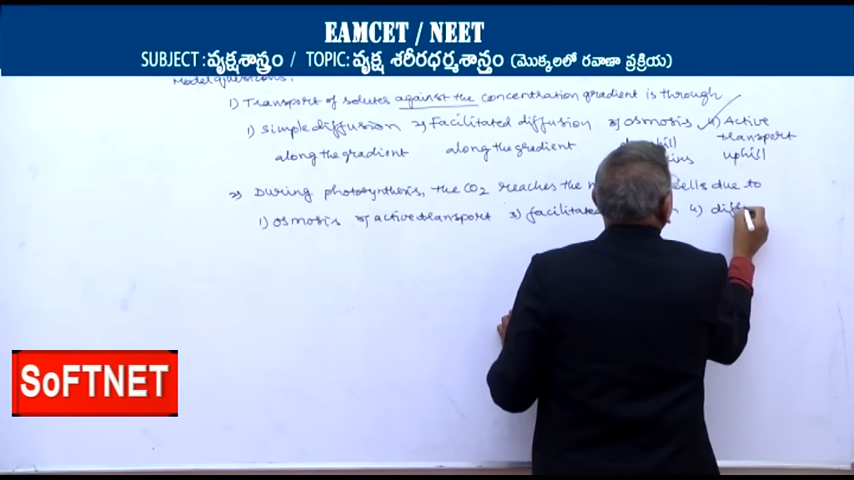 EAMCET / NEET
SUBJECT : వృక్షశాస్త్రం / TOPIC: వృక్ష శరీరధర్మశాస్త్రం (మొక్కలలో రవాణా ప్రక్రియ)
Model questions:
1) Transport of solutes against the concentration gradient is through
1) Simple diffusion 2) Facilitated diffusion 3) osmosis 4) Active transport
along the gradient along the gradient uphill
2) During photosynthesis, the CO2 reaches the cells due to
1) osmosis 2) active transport 3) facilitated 4) diff
SOFTNET